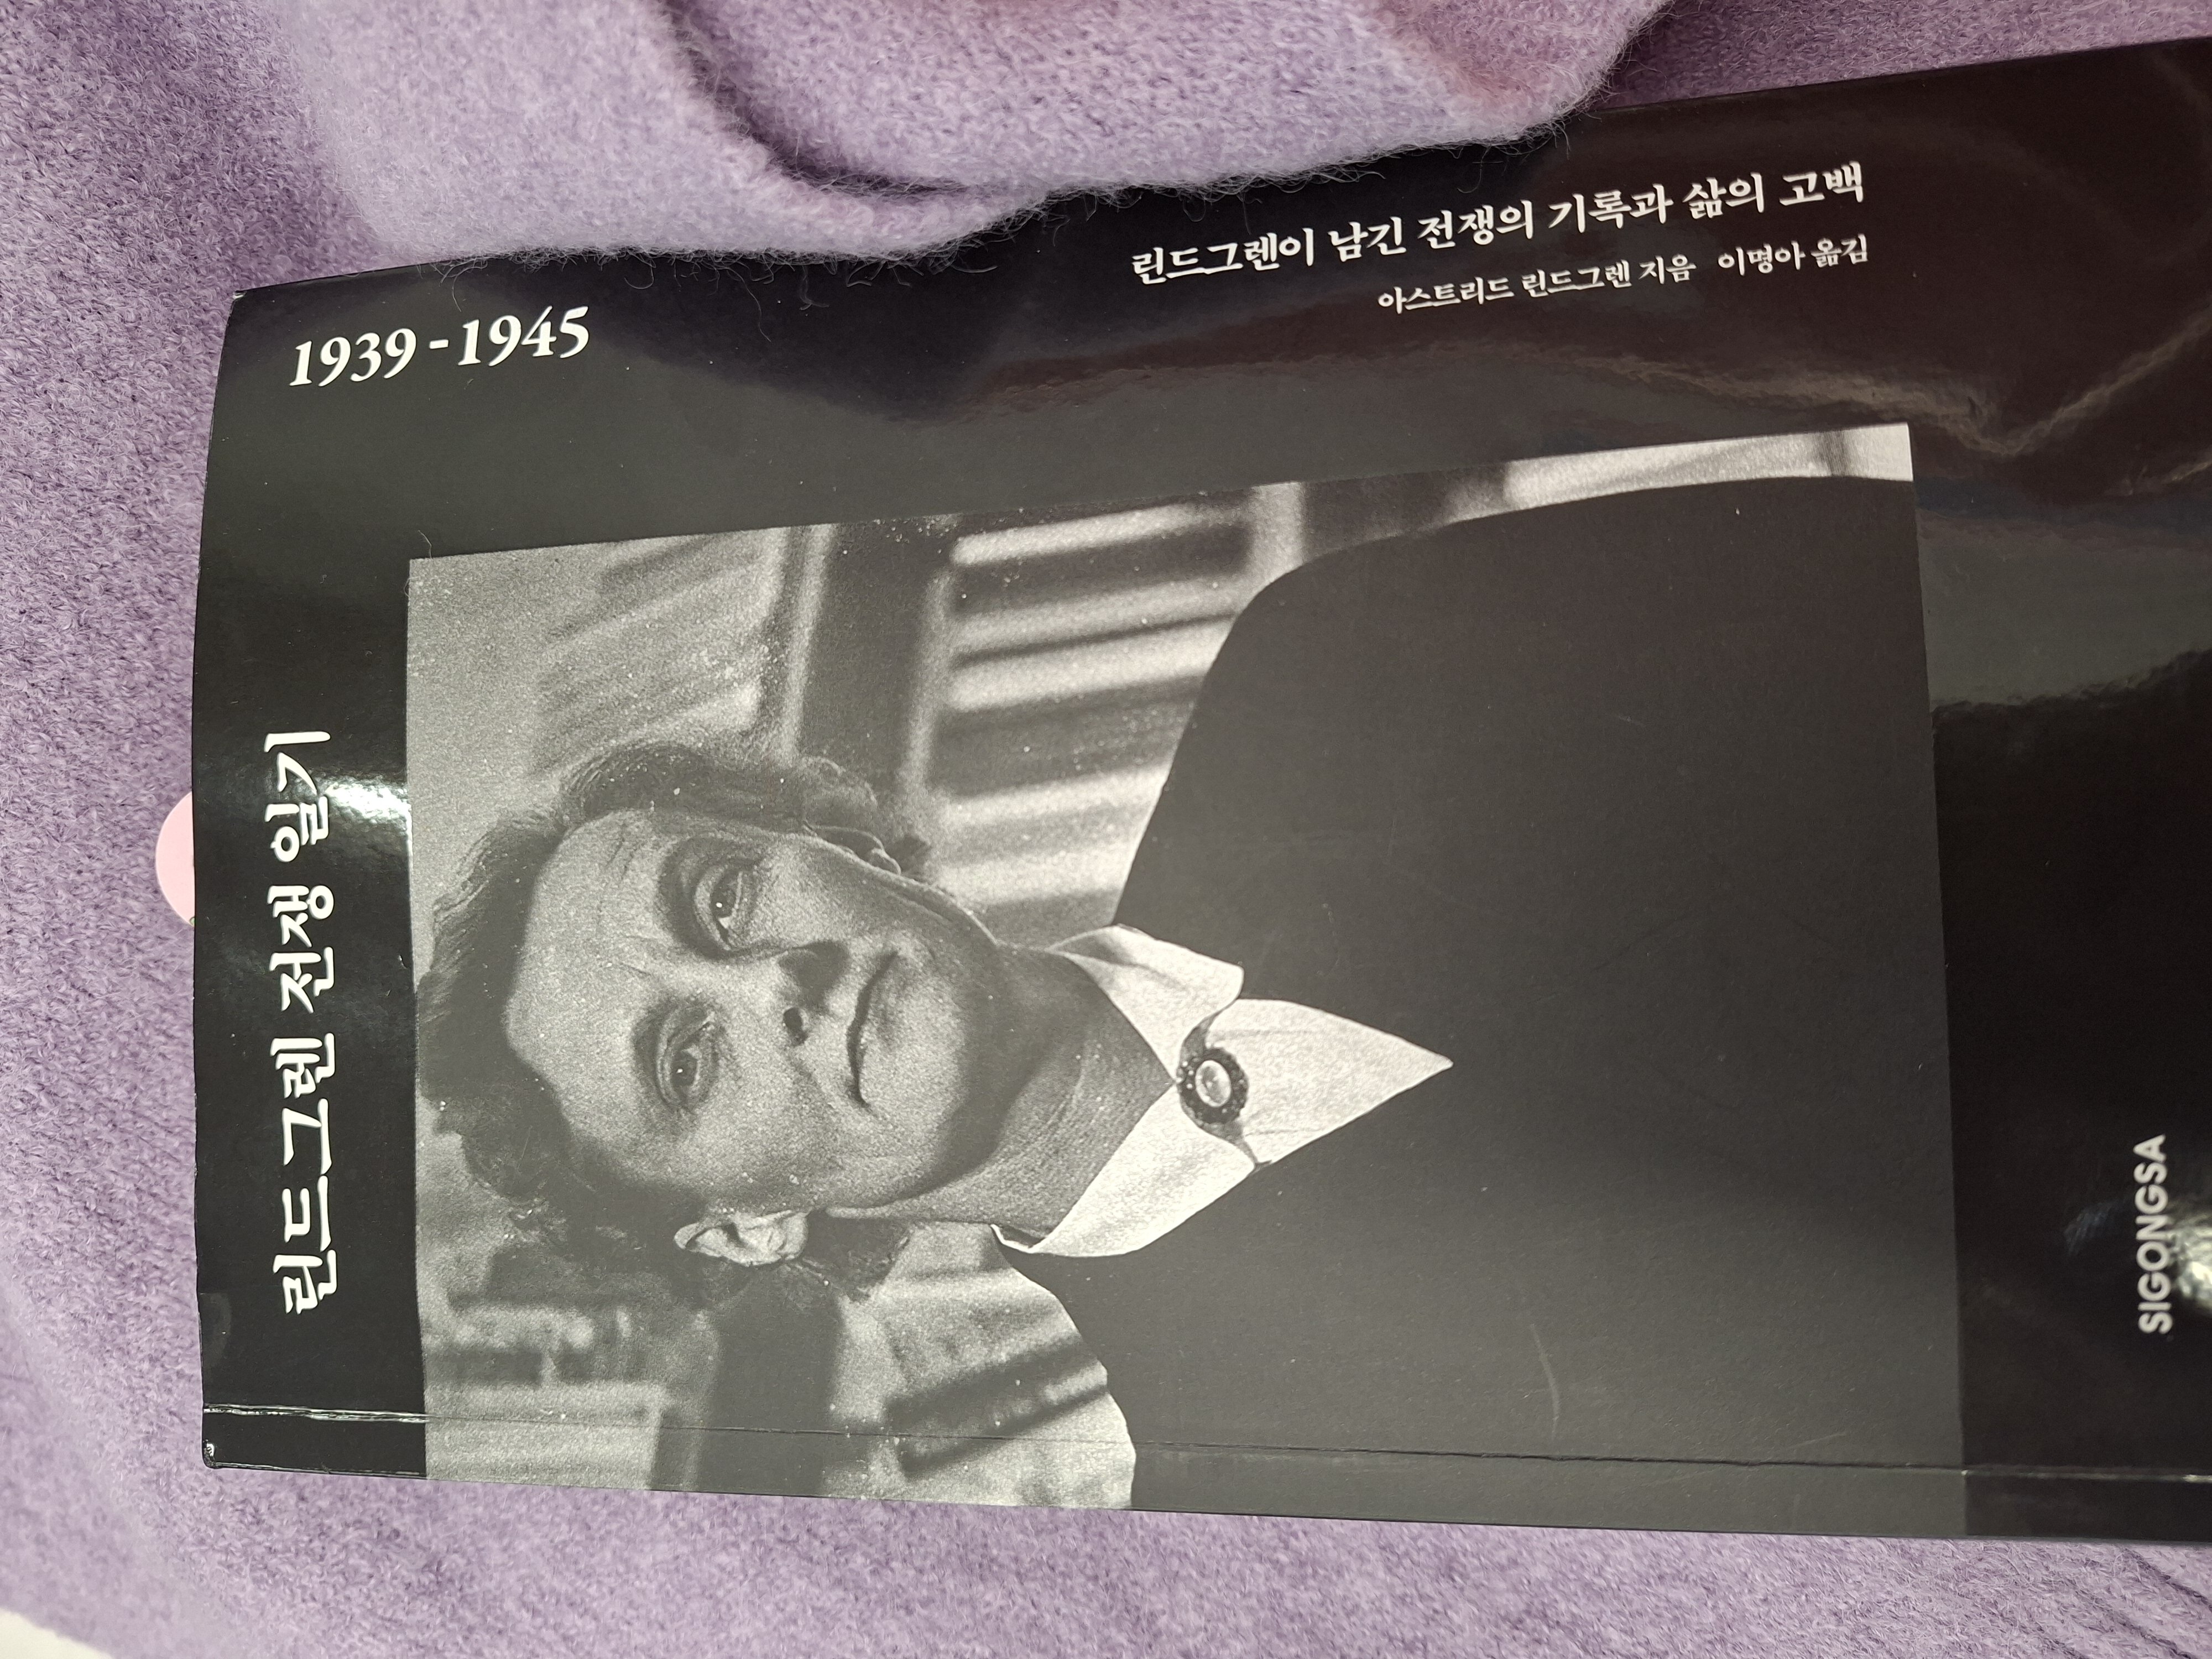 린드그렌 전쟁 일기
1939-1945
린드그렌이 남긴 전쟁의 기록과 삶의 고백
아스트리드 린드그렌 지음 이명아 옮김
SIGONGSA